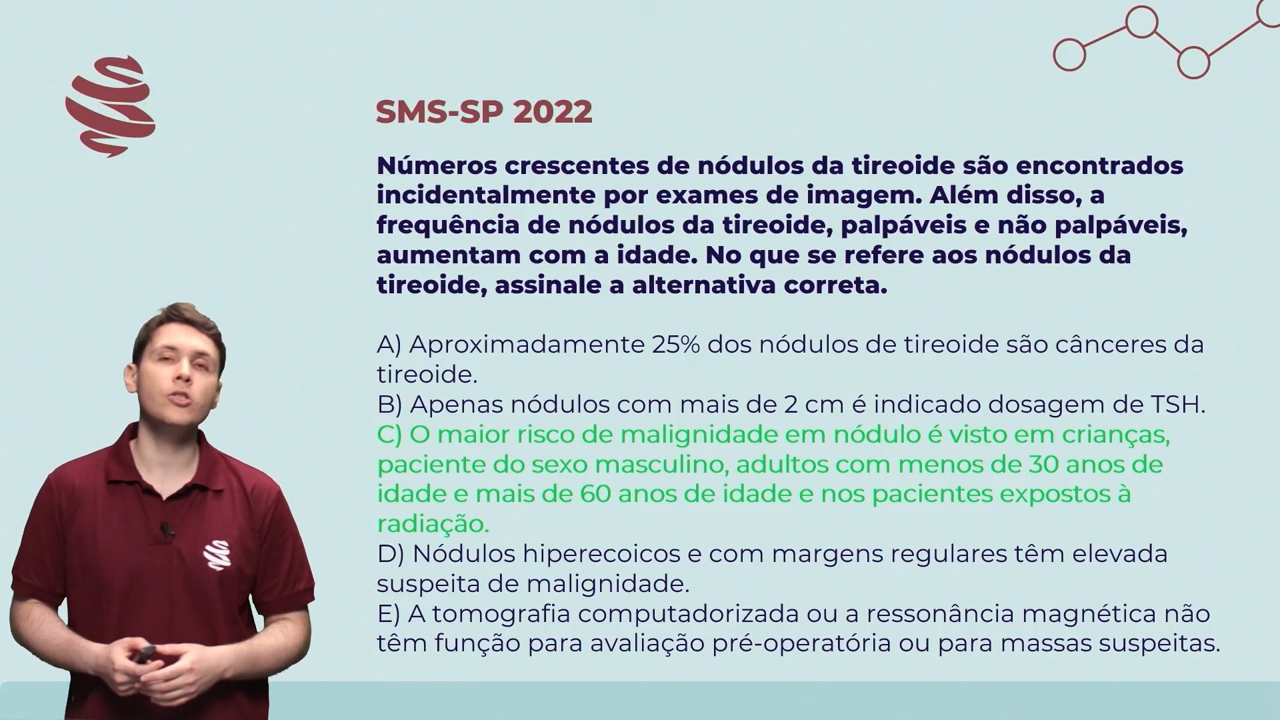 SMS-SP 2022
Números crescentes de nódulos da tireoide são encontrados
incidentalmente por exames de imagem. Além disso, a
frequência de nódulos da tireoide, palpáveis e não palpáveis,
aumentam com a idade. No que se refere aos nódulos da
tireoide, assinale a alternativa correta.
A) Aproximadamente 25% dos nódulos de tireoide são cânceres da
tireoide.
B) Apenas nódulos com mais de 2 cm é indicado dosagem de TSH.
C) O maior risco de malignidade em nódulo é visto em crianças,
paciente do sexo masculino, adultos com menos de 30 anos de
idade e mais de 60 anos de idade e nos pacientes expostos à
radiação.
D) Nódulos hiperecoicos e com margens regulares têm elevada
suspeita de malignidade.
E) A tomografia computadorizada ou a ressonância magnética não
têm função para avaliação pré-operatória ou para massas suspeitas.